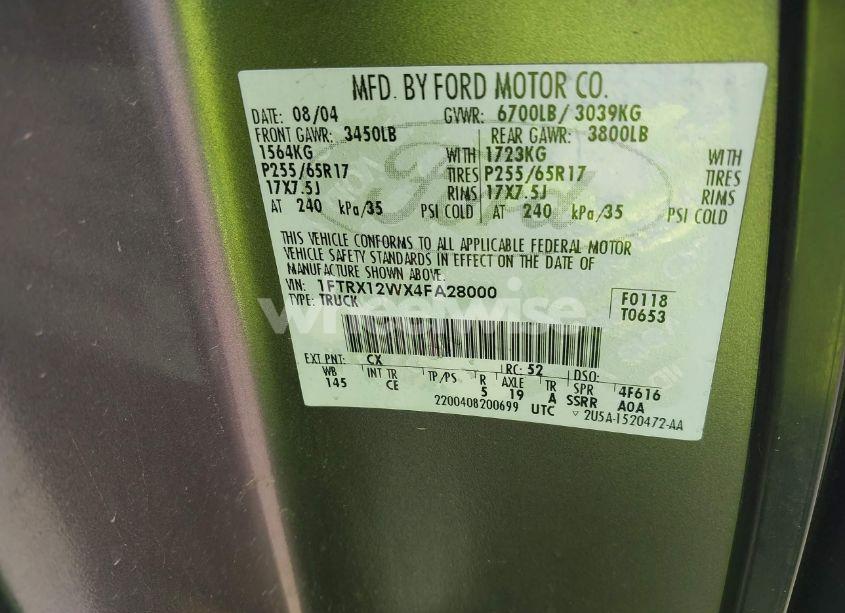 MFD. BY FORD MOTOR CO.
DATE: 08/04 GVWR: 6700LB/ 3039KG
FRONT GAWR: 3450LB REAR GAWR: 3800LB
1564KG WITH 1723KG WITH
P255/65R17 TIRES P255/65R17 TIRES
17X7.5J RIMS 17X7.5J RIMS
AT 240 kPa/35 PSI COLD AT 240 kPa/35 PSI COLD
THIS VEHICLE CONFORMS TO ALL APPLICABLE FEDERAL MOTOR
VEHICLE SAFETY STANDARDS IN EFFECT ON THE DATE OF
MANUFACTURE SHOWN ABOVE.
VIN: 1FTRX12WX4FA28000 F0118
TYPE: TRUCK T0653
wheelwise
EXT PNT: CX RC: 52 DSO:
WB INT TR TP/PS R AXLE TR SPR 4F616
145 CE 5 19 A SSRR A0A
2200408200699 UTC 2U5A-1520472-AA
Ford